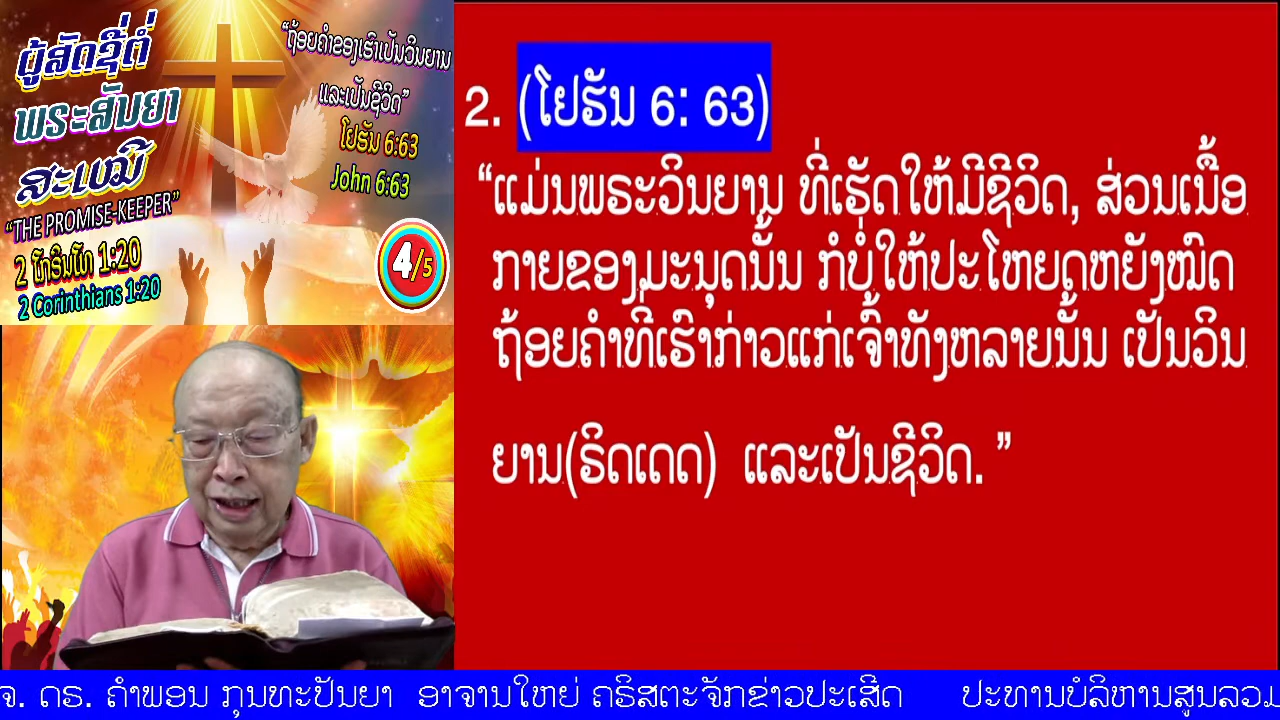 ຜູ້ສັດຊື່ຕໍ່
ພຣະສັນຍາ
ສະເໝີ
“THE PROMISE-KEEPER”
2 ໂກຣິນໂທ 1:20
2 Corinthians 1:20
“ຖ້ອຍຄຳຂອງເຮົາເປັນວິນຍານ
ແລະເປັນຊີວິດ”
ໂຢຮັນ 6:63
John 6:63
4/5
2. (ໂຢຮັນ 6: 63)
“ແມ່ນພຣະວິນຍານ ທີ່ເຮັດໃຫ້ມີຊີວິດ, ສ່ວນເນື້ອ
ກາຍຂອງມະນຸດນັ້ນ ກໍບໍ່ໃຫ້ປະໂຫຍດຫຍັງໝົດ
ຖ້ອຍຄຳທີ່ເຮົາກ່າວແກ່ເຈົ້າທັງຫລາຍນັ້ນ ເປັນວິນ
ຍານ(ຣິດເດດ) ແລະເປັນຊີວິດ.”
ຈ. ດຣ. ຄຳພອນ ກຸນທະປັນຍາ ອາຈານໃຫຍ່ ຄຣິສຕະຈັກຂ່າວປະເສີດ ປະທານບໍລິຫານສູນລວມ